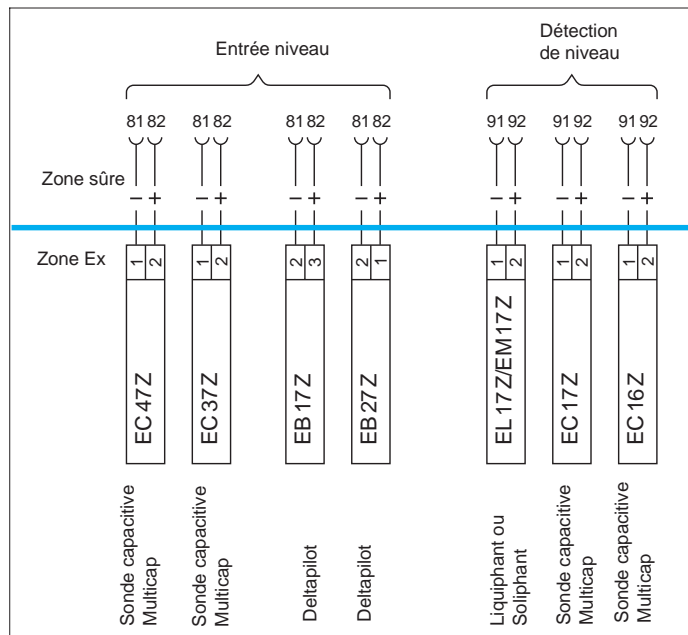 Entrée niveau
Détection
de niveau
81 82 81 82 81 82 81 82 91 92 91 92 91 92
Zone sûre
– + – + – + – + – + – + – +
Zone Ex
1 2 1 2 2 3 2 1 1 2 1 2 1 2
EC 47 Z
EC 37 Z
EB 17 Z
EB 27 Z
EL 17 Z/EM 17 Z
EC 17 Z
EC 16 Z
Sonde capacitive
Multicap
Sonde capacitive
Multicap
Deltapilot
Deltapilot
Liquiphant ou
Soliphant
Sonde capacitive
Multicap
Sonde capacitive
Multicap